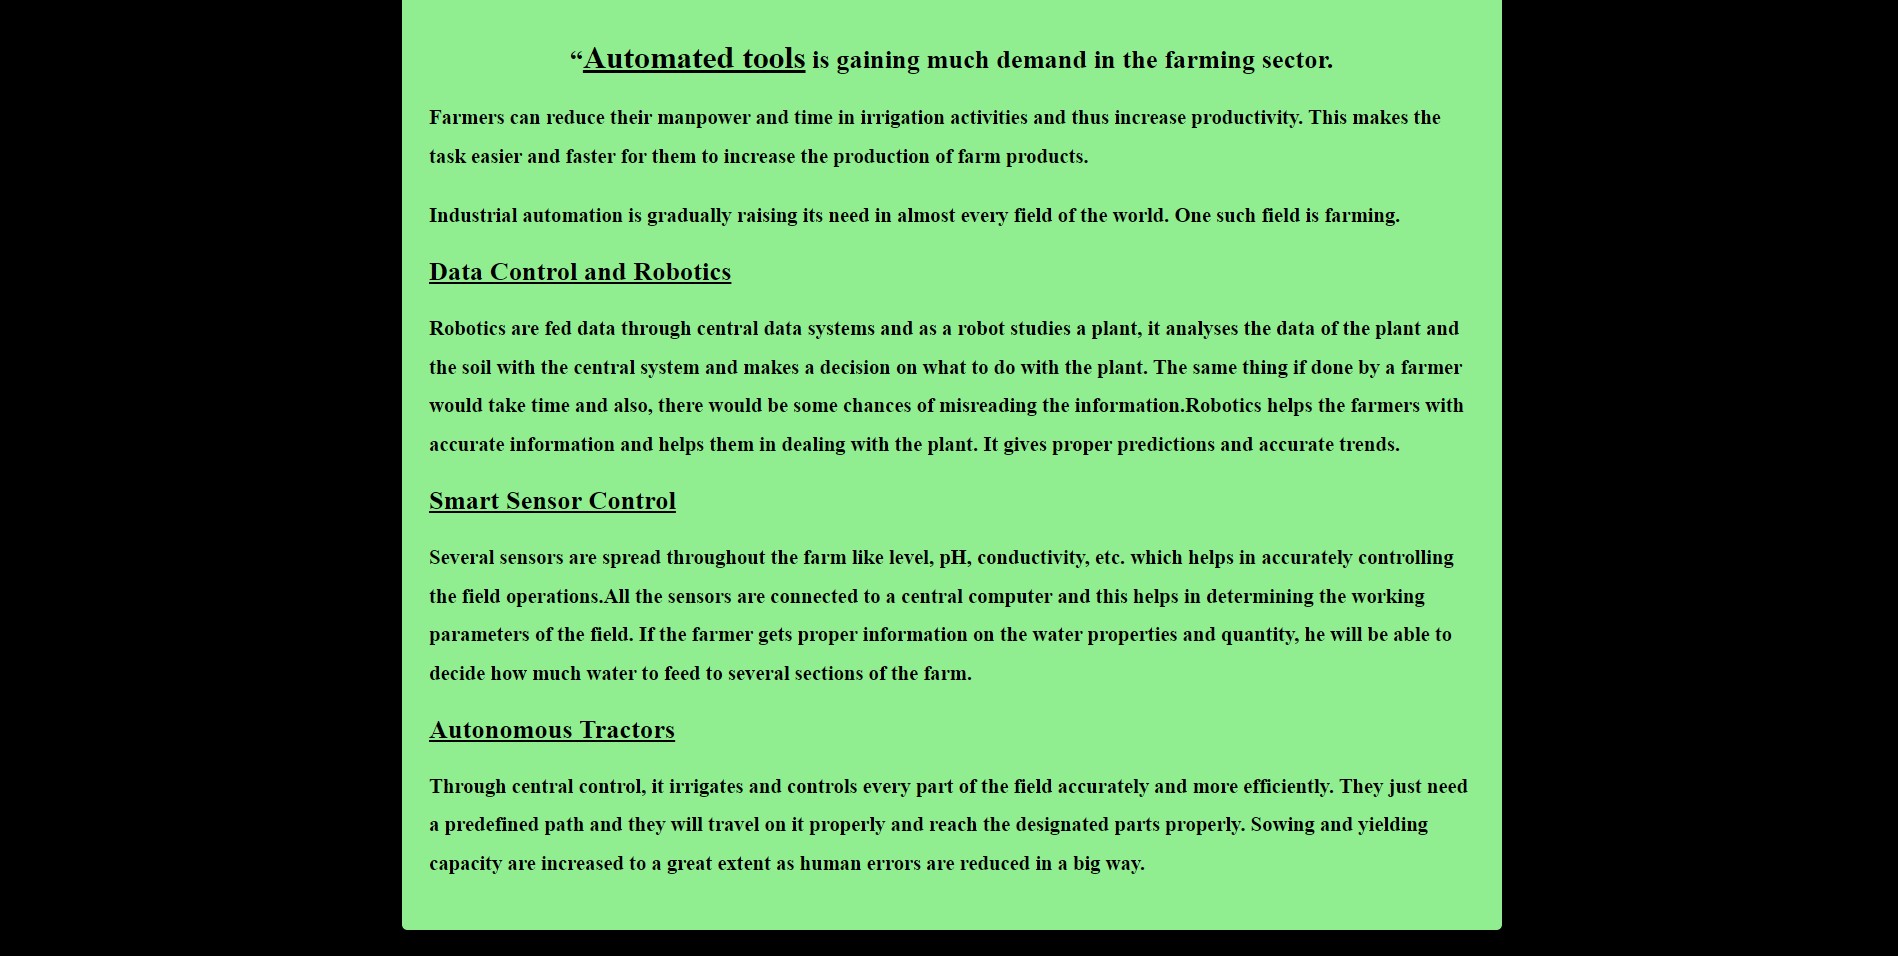 “Automated tools is gaining much demand in the farming sector.
Farmers can reduce their manpower and time in irrigation activities and thus increase productivity. This makes the
task easier and faster for them to increase the production of farm products.
Industrial automation is gradually raising its need in almost every field of the world. One such field is farming.
Data Control and Robotics
Robotics are fed data through central data systems and as a robot studies a plant, it analyses the data of the plant and
the soil with the central system and makes a decision on what to do with the plant. The same thing if done by a farmer
would take time and also, there would be some chances of misreading the information.Robotics helps the farmers with
accurate information and helps them in dealing with the plant. It gives proper predictions and accurate trends.
Smart Sensor Control
Several sensors are spread throughout the farm like level, pH, conductivity, etc. which helps in accurately controlling
the field operations.All the sensors are connected to a central computer and this helps in determining the working
parameters of the field. If the farmer gets proper information on the water properties and quantity, he will be able to
decide how much water to feed to several sections of the farm.
Autonomous Tractors
Through central control, it irrigates and controls every part of the field accurately and more efficiently. They just need
a predefined path and they will travel on it properly and reach the designated parts properly. Sowing and yielding
capacity are increased to a great extent as human errors are reduced in a big way.